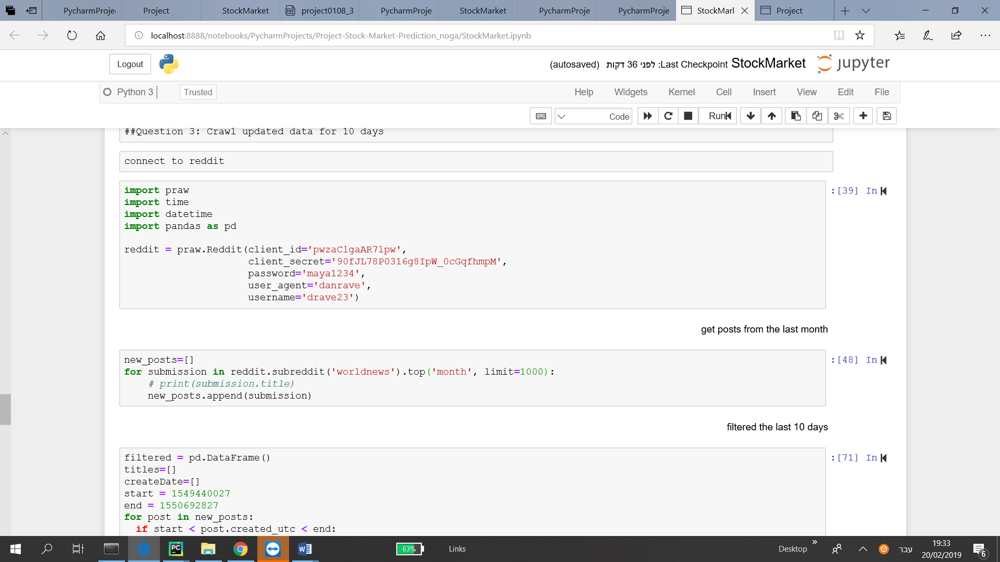 PycharmProje
Project
StockMarket
project0108_3
PycharmProje
StockMarket
PycharmProje
PycharmProje
StockMarl
Project
localhost:8888/notebooks/PycharmProjects/Project-Stock-Market-Prediction_noga/StockMarket.ipynb
Logout
(autosaved) לפני 36 דקות :Last Checkpoint StockMarket jupyter
Python 3 Trusted Help Widgets Kernel Cell Insert View Edit File
Code Run
##Question 3: Crawl updated data for 10 days
connect to reddit
:[39] In
import praw
import time
import datetime
import pandas as pd
reddit = praw.Reddit(client_id='pwzaClgaAR7lpw',
client_secret='90fJL78P0316g8IpW_0cGqfhmpM',
password='maya1234',
user_agent='danrave',
username='drave23')
get posts from the last month
:[48] In
new_posts=[]
for submission in reddit.subreddit('worldnews').top('month', limit=1000):
# print(submission.title)
new_posts.append(submission)
filtered the last 10 days
:[71] In
filtered = pd.DataFrame()
titles=[]
createDate=[]
start = 1549440027
end = 1550692827
for post in new_posts:
if start < post.created_utc < end:
63%
Links
Desktop
עבר
19:33
20/02/2019
6